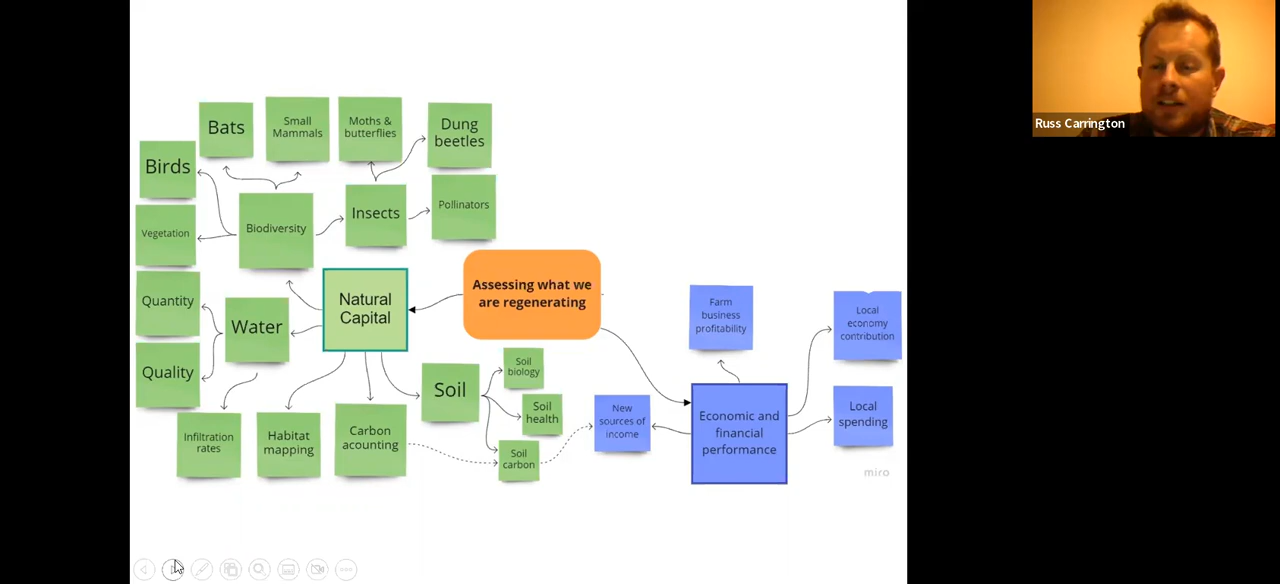 Bats
Small
Mammals
Moths &
butterflies
Dung
beetles
Birds
Vegetation
Biodiversity
Insects
Pollinators
Quantity
Water
Quality
Natural
Capital
Assessing what we
are regenerating
Infiltration
rates
Habitat
mapping
Carbon
acounting
Soil
Soil
biology
Soil
health
Soil
carbon
New
sources of
income
Farm
business
profitability
Economic and
financial
performance
Local
economy
contribution
Local
spending
miro
Russ Carrington